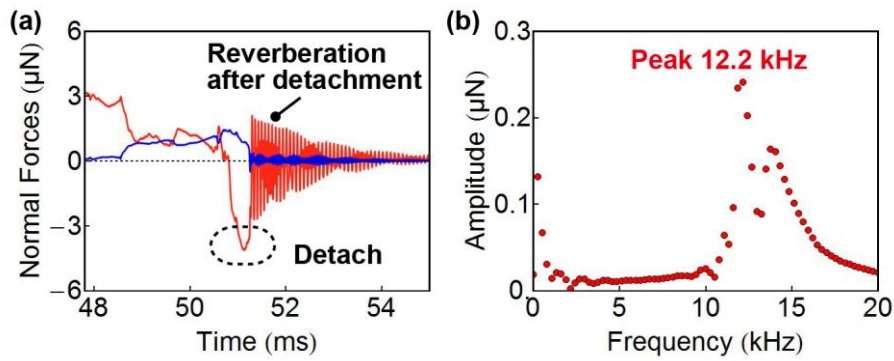 (a)
6
3
0
−3
−6
Normal Forces (μN)
Reverberation
after detachment
Detach
48
50
52
54
Time (ms)
(b)
0.3
0.2
0.1
0
Amplitude (μN)
Peak 12.2 kHz
0
5
10
15
20
Frequency (kHz)